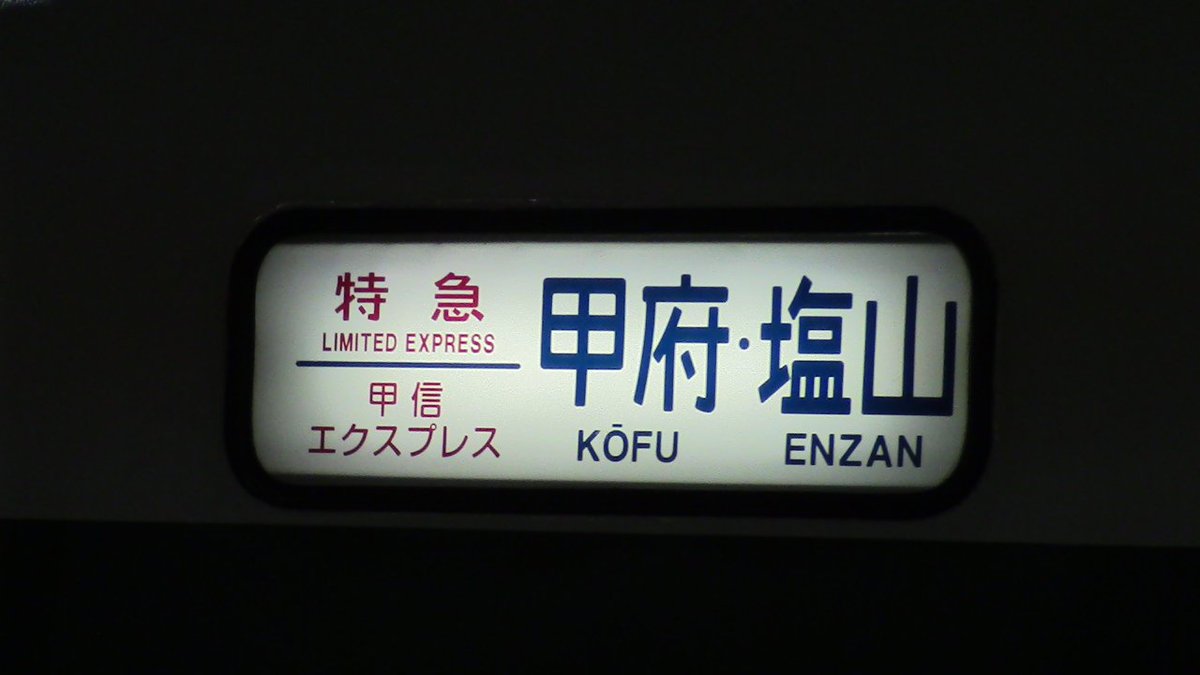 特急
LIMITED EXPRESS
甲信
エクスプレス
甲府・塩山
KŌFU ENZAN